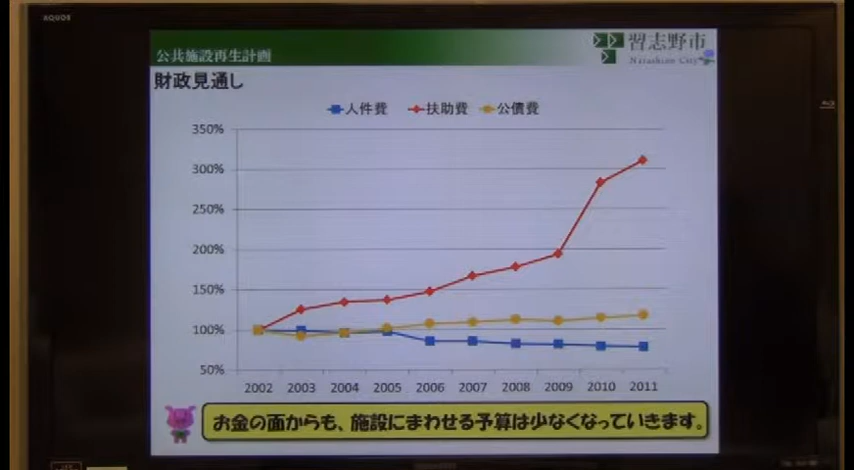 AQUOS
公共施設再生計画
習志野市
Narashino City
財政見通し
人件費 扶助費 公債費
350%
300%
250%
200%
150%
100%
50%
2002 2003 2004 2005 2006 2007 2008 2009 2010 2011
お金の面からも、施設にまわせる予算は少なくなっていきます。